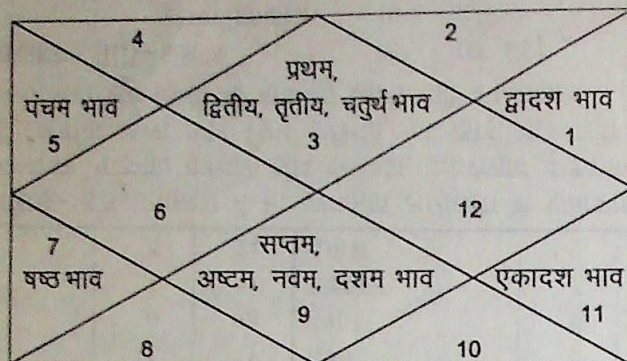 4
2
प्रथम,
पंचम भाव
द्वितीय, तृतीय, चतुर्थ भाव
द्वादश भाव
5
3
1
6
12
7
सप्तम,
षष्ठ भाव
अष्टम, नवम, दशम भाव
एकादश भाव
9
11
8
10